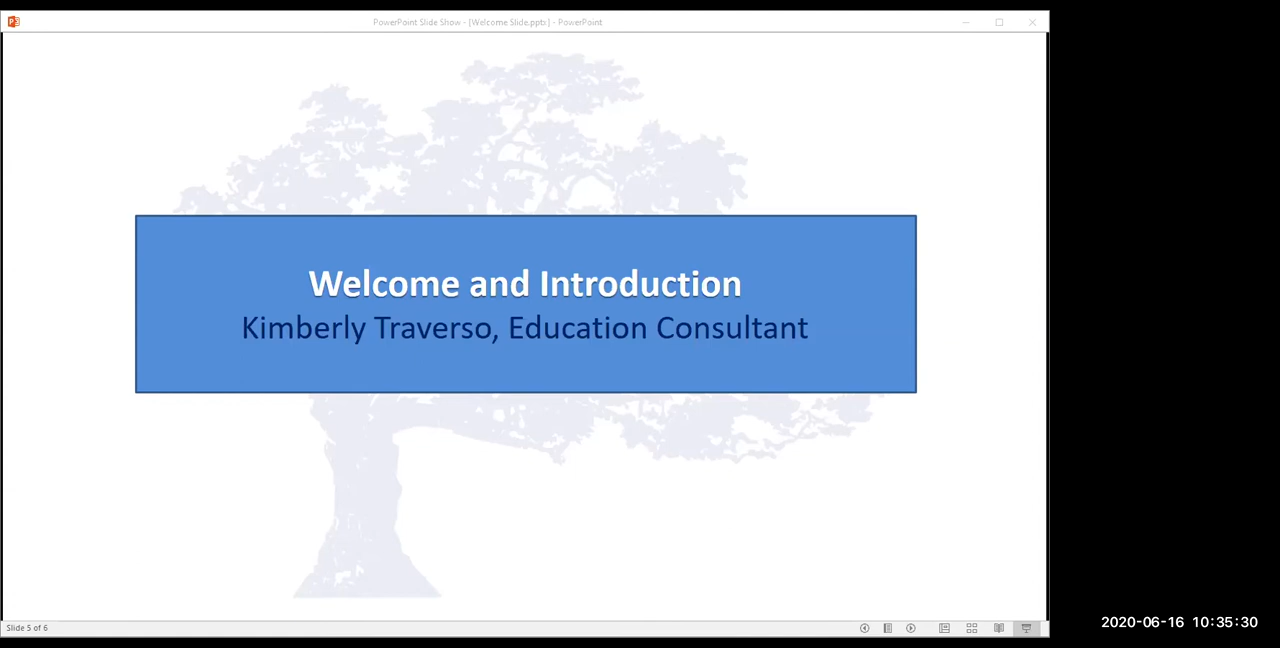 PowerPoint Slide Show - [Welcome Slide.pptx] - PowerPoint
Welcome and Introduction
Kimberly Traverso, Education Consultant
Slide 5 of 6
2020-06-16 10:35:30